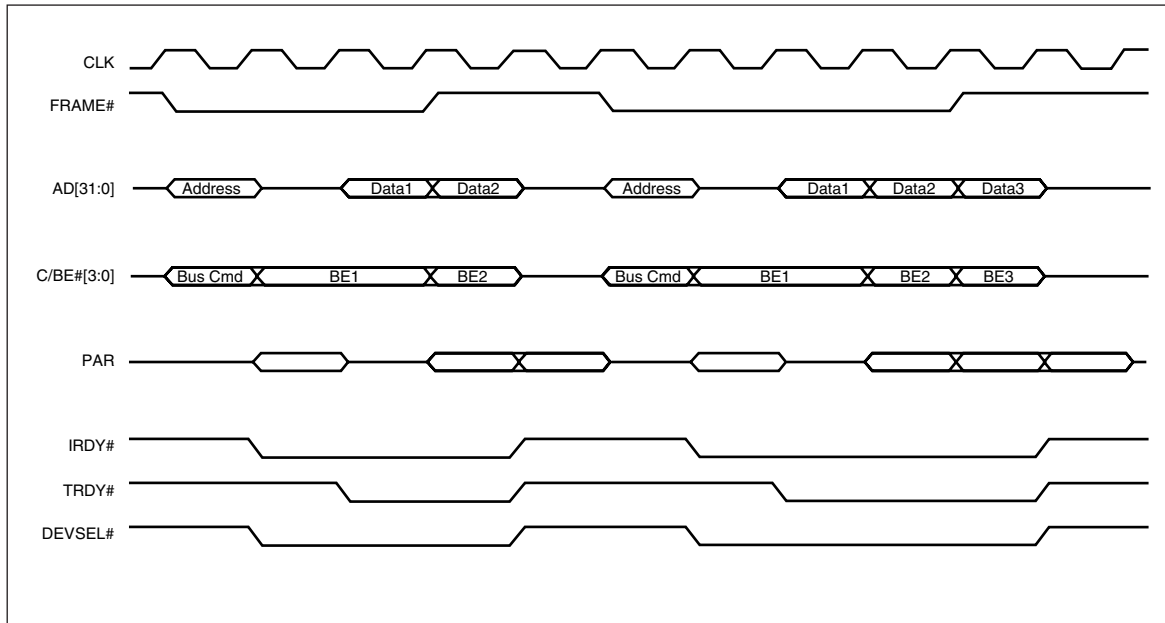 CLK
FRAME#
AD[31:0] Address Data1 Data2 Address Data1 Data2 Data3
C/BE#[3:0] Bus Cmd BE1 BE2 Bus Cmd BE1 BE2 BE3
PAR
IRDY#
TRDY#
DEVSEL#